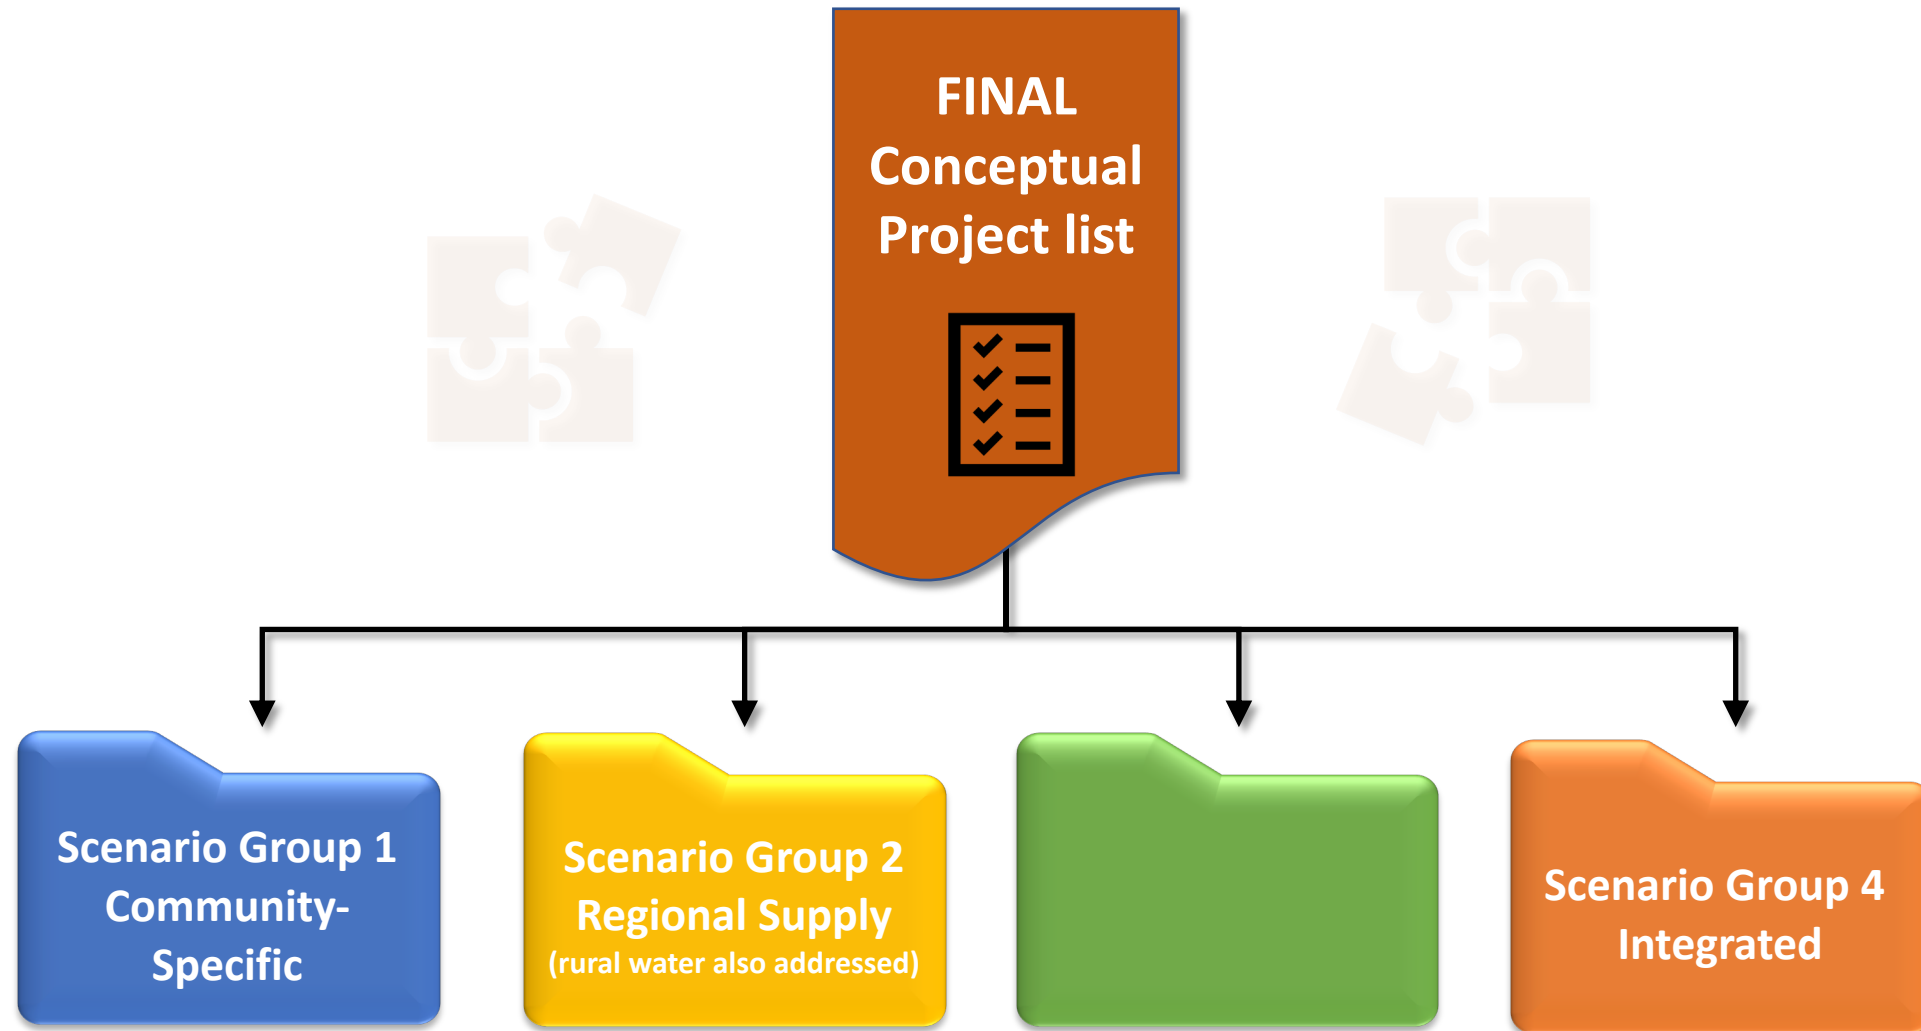 FINAL
Conceptual
Project list
Scenario Group 1
Community-
Specific
Scenario Group 2
Regional Supply
(rural water also addressed)
Scenario Group 4
Integrated